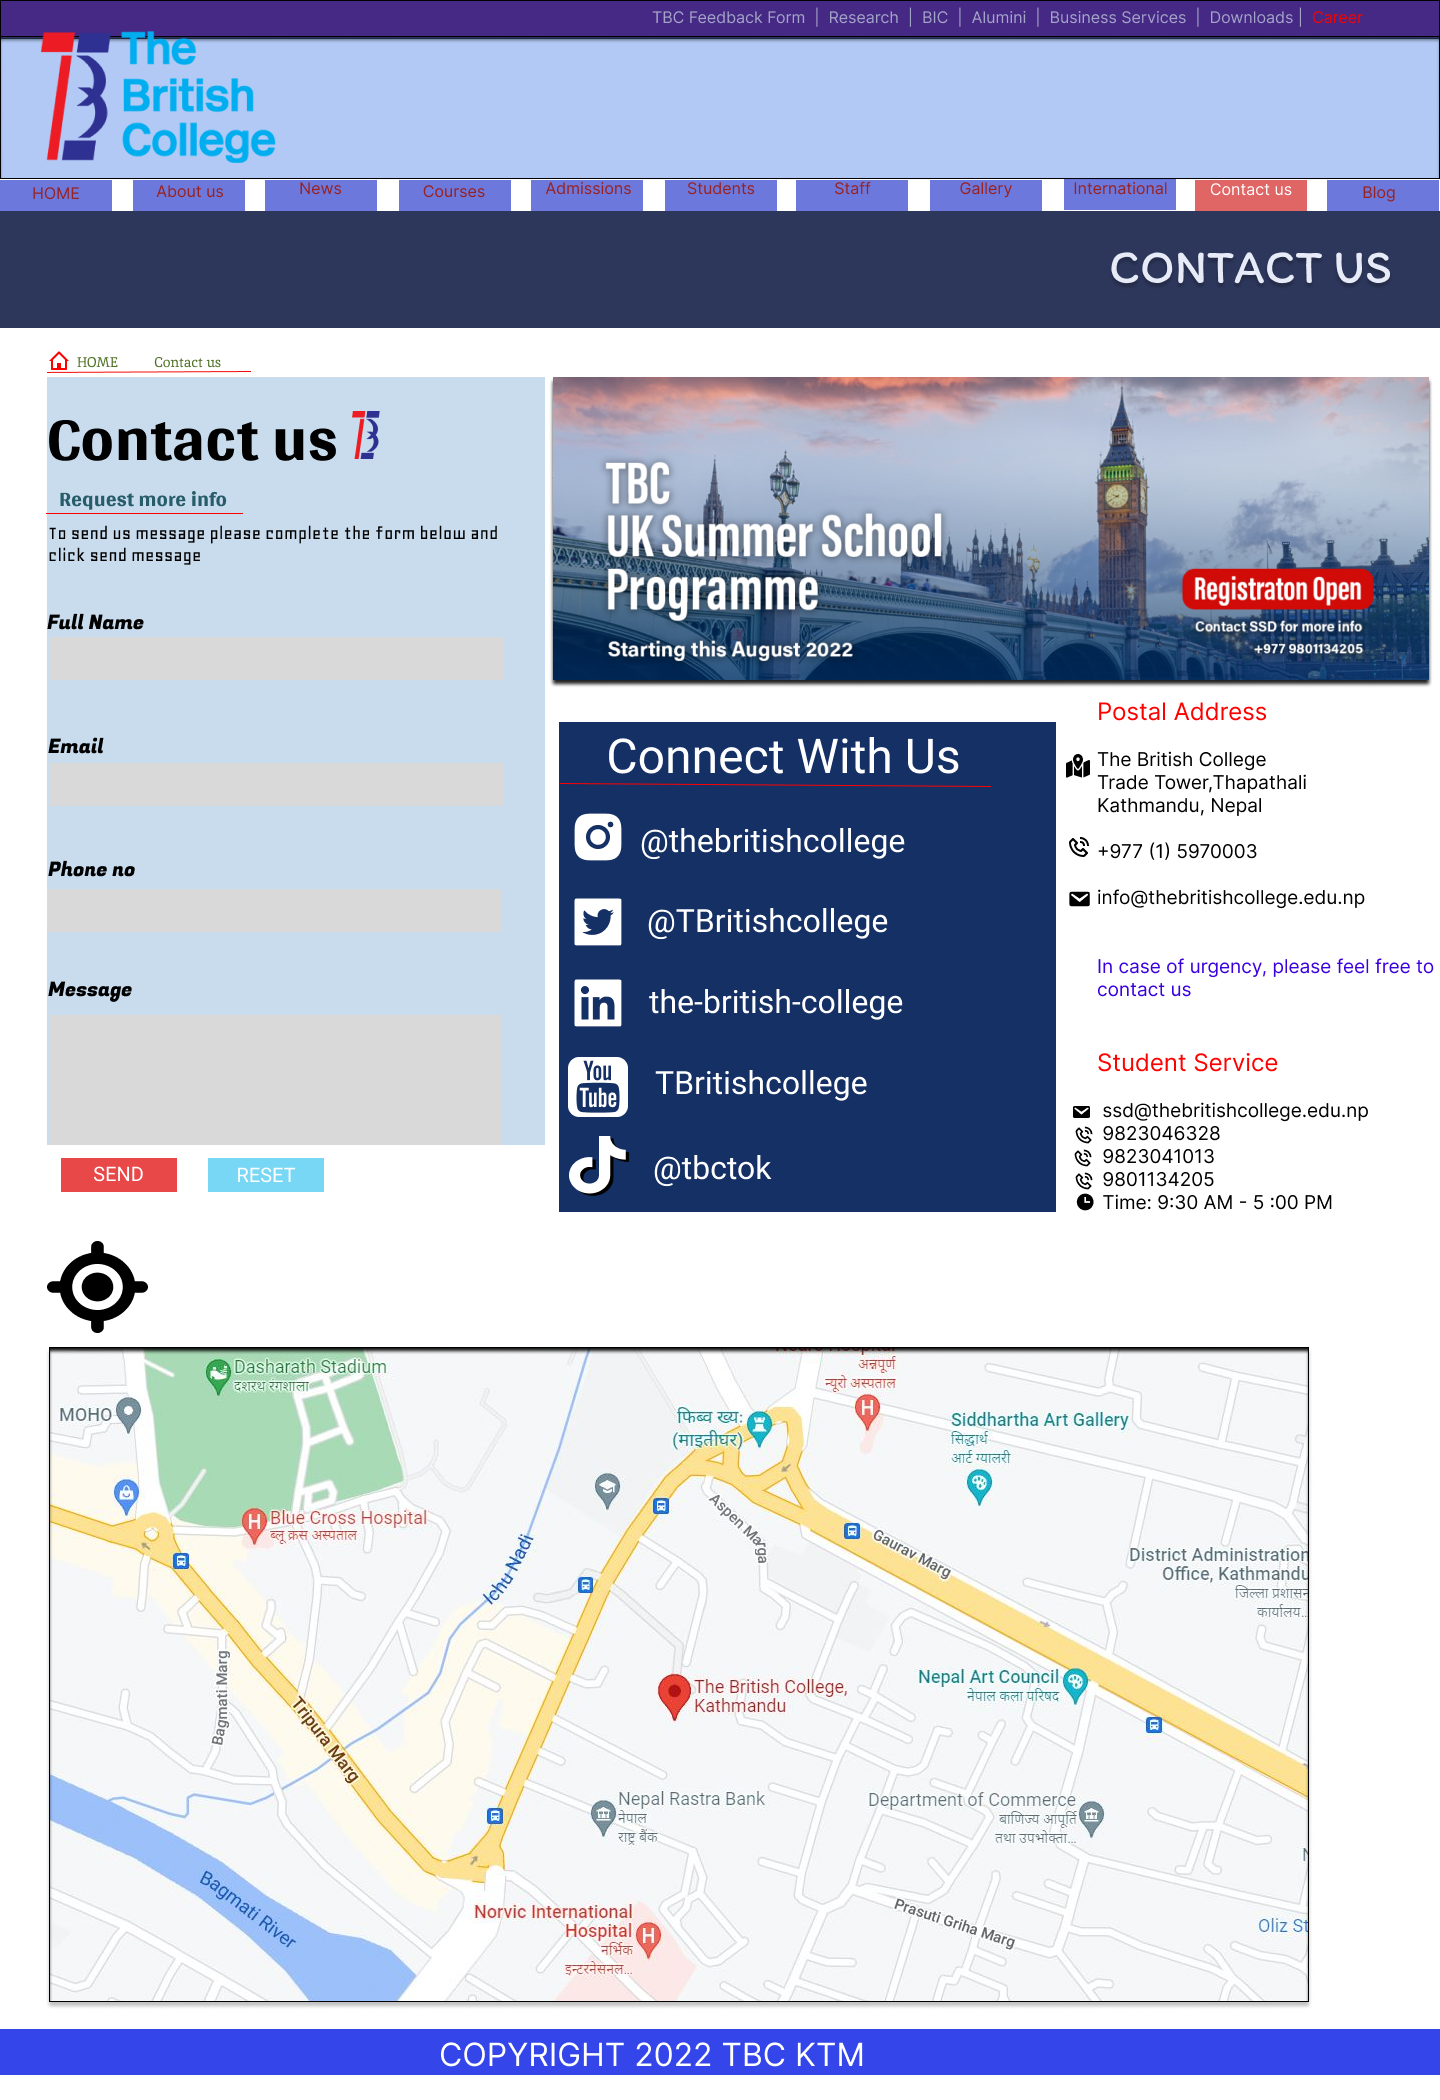 TBC Feedback Form | Research | BIC | Alumini | Business Services | Downloads | Career
The
British
College
HOME About us News Courses Admissions Students Staff Gallery International Contact us Blog
CONTACT US
HOME Contact us
Contact us
Request more info
To send us message please complete the form below and
click send message
Full Name
Email
Phone no
Message
SEND RESET
TBC
UK Summer School
Programme
Starting this August 2022
Registraton Open
Contact SSD for more info
+977 9801134205
Connect With Us
@thebritishcollege
@TBritishcollege
in the-british-college
You
Tube
TBritishcollege
@tbctok
Postal Address
The British College
Trade Tower,Thapathali
Kathmandu, Nepal
+977 (1) 5970003
info@thebritishcollege.edu.np
In case of urgency, please feel free to
contact us
Student Service
ssd@thebritishcollege.edu.np
9823046328
9823041013
9801134205
Time: 9:30 AM - 5 :00 PM
Dasharath Stadium
दशरथ रंगशाला
MOHO
अन्नपूर्ण
न्यूरो अस्पताल
H
फिब्व ख्य:
(माइतीघर)
Siddhartha Art Gallery
सिद्धार्थ
आर्ट ग्यालरी
H
Blue Cross Hospital
ब्लू क्रस अस्पताल
Ichu Nadi
Aspen Marga
Gaurav Marg
District Administration
Office, Kathmandu
जिल्ला प्रशासन
कार्यालय...
Bagmati Marg
Tripura Marg
The British College,
Kathmandu
Nepal Art Council
नेपाल कला परिषद
Nepal Rastra Bank
नेपाल
राष्ट्र बैंक
Department of Commerce
बाणिज्य आपूर्ति
तथा उपभोक्ता...
Bagmati River
Norvic International
Hospital
नर्भिक
इन्टरनेसनल...
H
Prasuti Griha Marg
Oliz St
COPYRIGHT 2022 TBC KTM